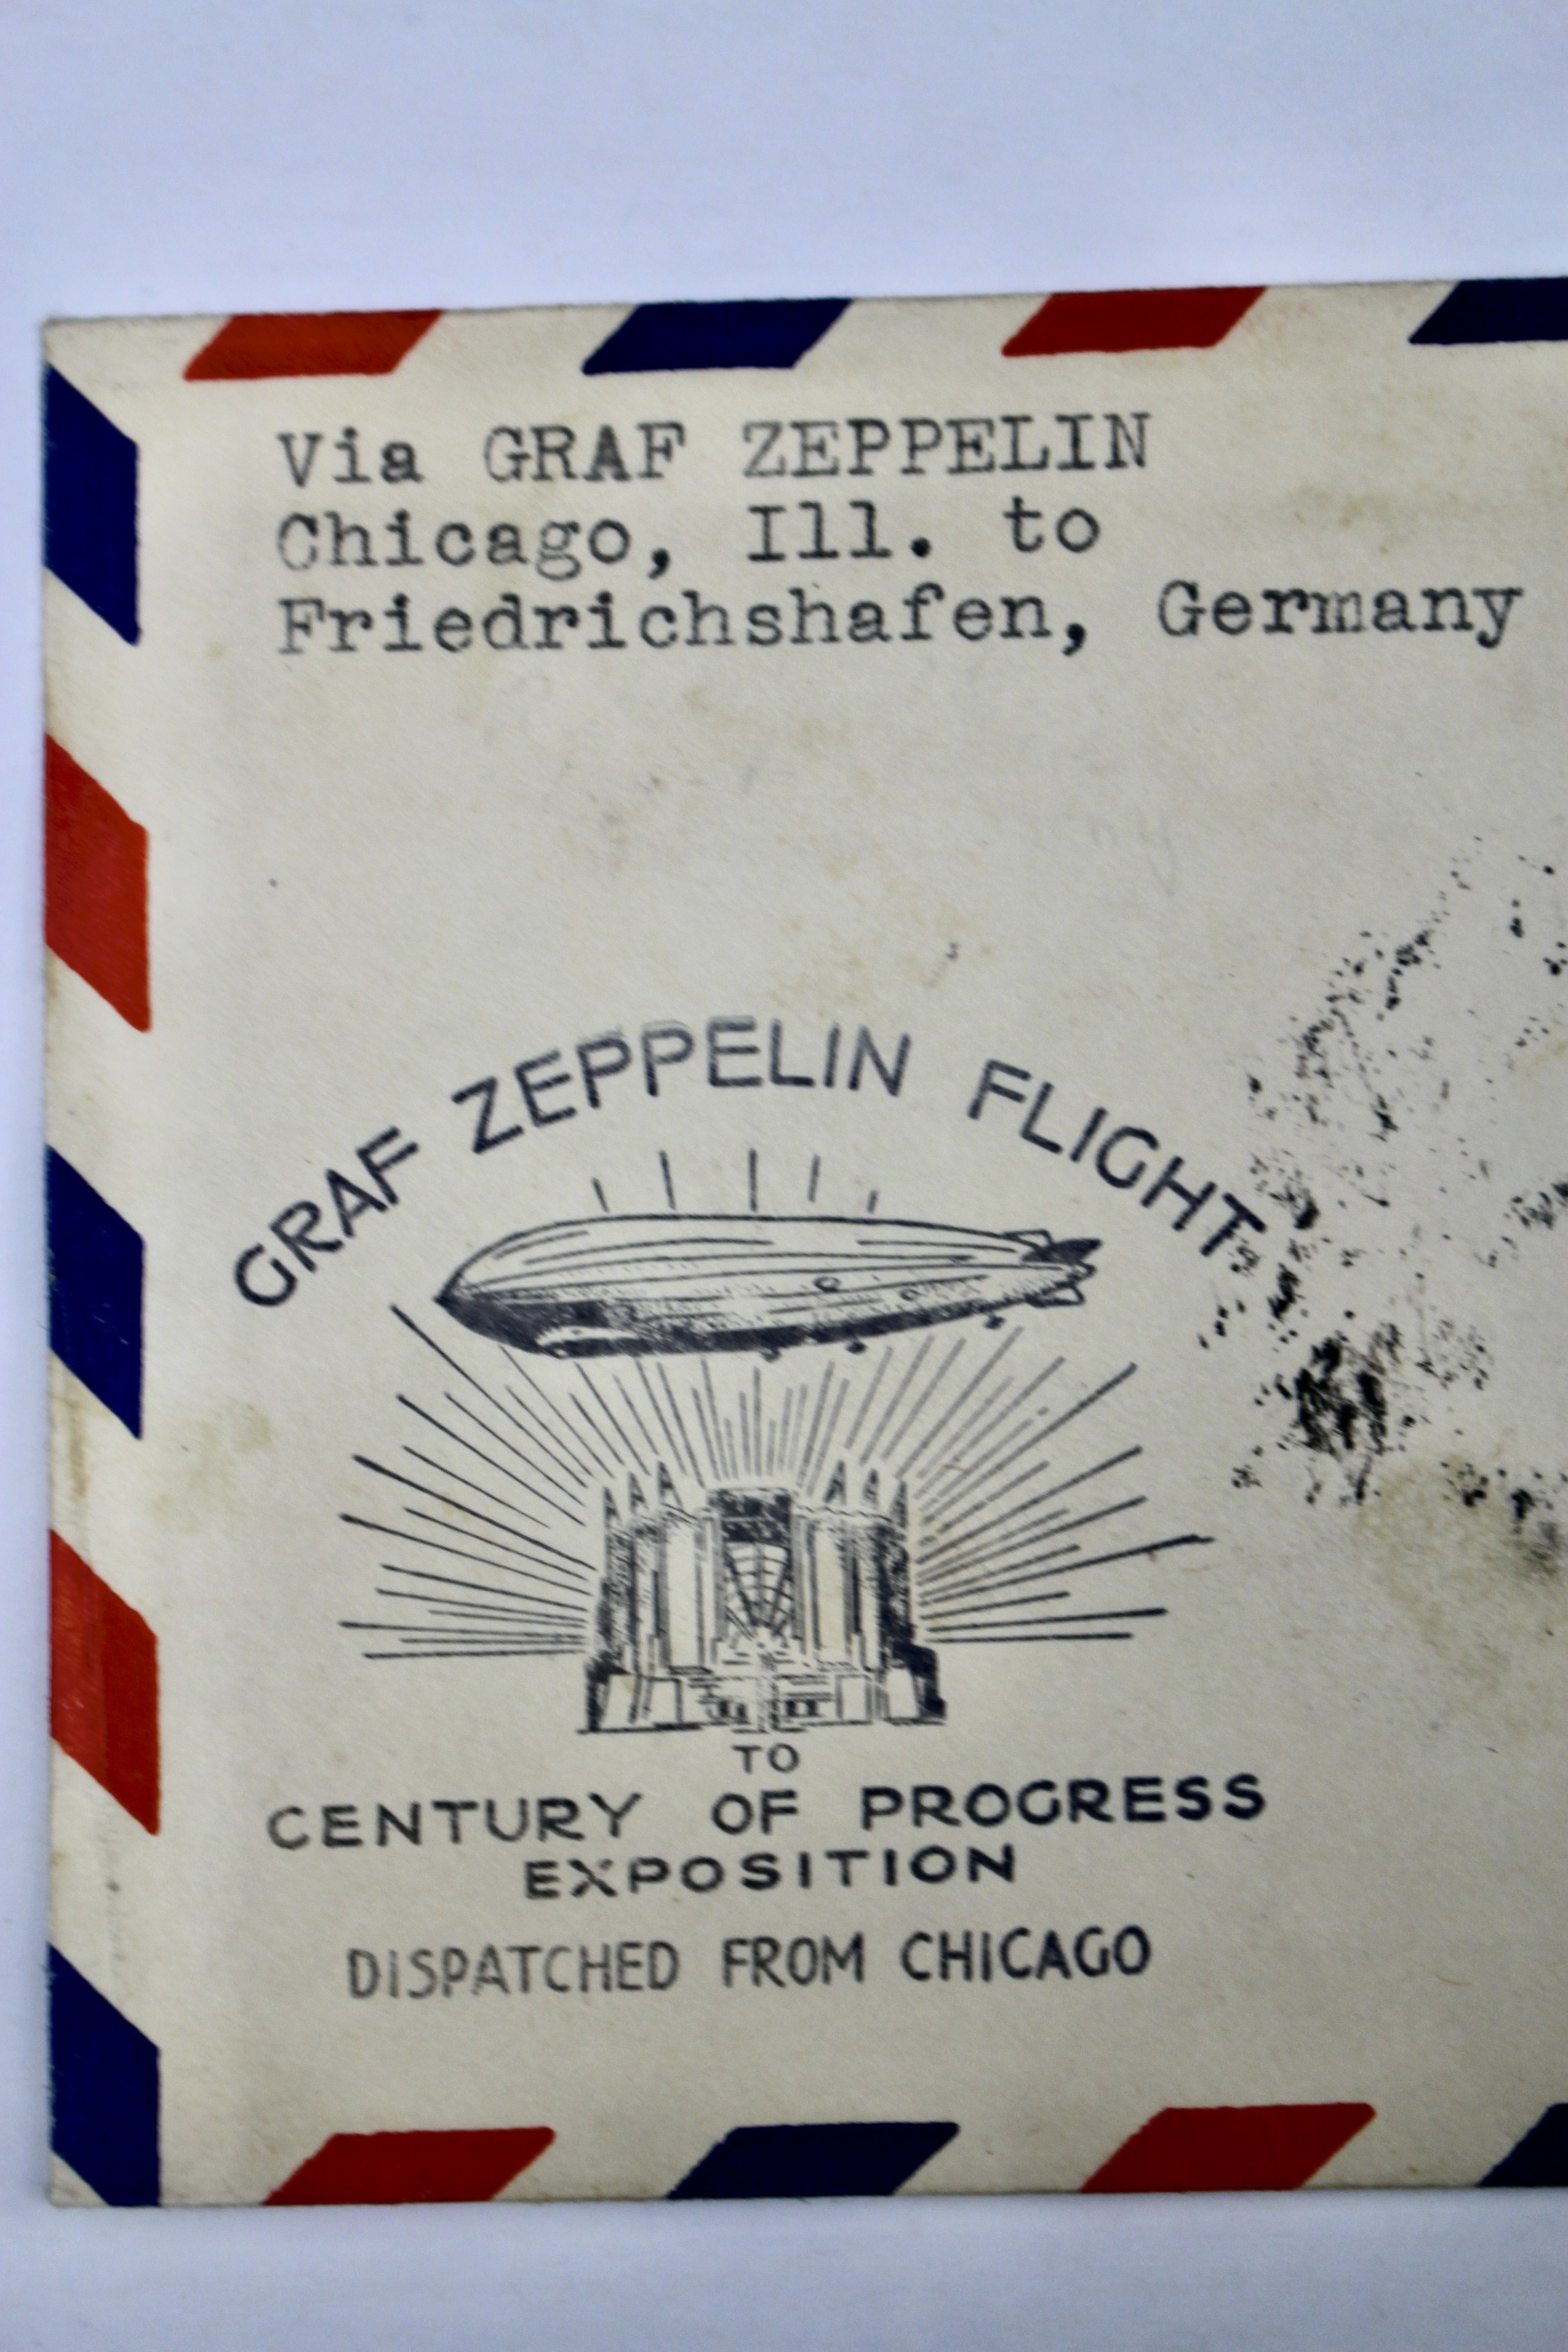 Via GRAF ZEPPELIN
Chicago, Ill. to
Friedrichshafen, Germany
GRAF ZEPPELIN FLIGHT
TO
CENTURY OF PROGRESS
EXPOSITION
DISPATCHED FROM CHICAGO